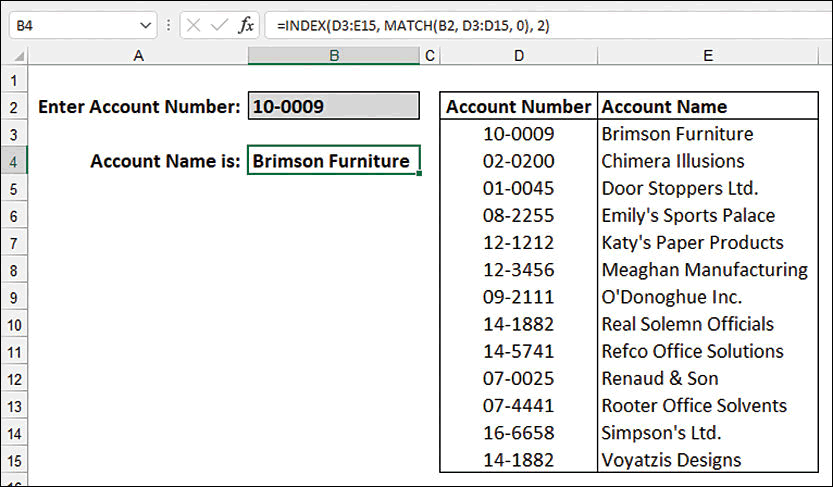 B4 fx =INDEX(D3:E15, MATCH(B2, D3:D15, 0), 2)
A B C D E
1
2 Enter Account Number: 10-0009 Account Number Account Name
3 10-0009 Brimson Furniture
4 Account Name is: Brimson Furniture 02-0200 Chimera Illusions
5 01-0045 Door Stoppers Ltd.
6 08-2255 Emily's Sports Palace
7 12-1212 Katy's Paper Products
8 12-3456 Meaghan Manufacturing
9 09-2111 O'Donoghue Inc.
10 14-1882 Real Solemn Officials
11 14-5741 Refco Office Solutions
12 07-0025 Renaud & Son
13 07-4441 Rooter Office Solvents
14 16-6658 Simpson's Ltd.
15 14-1882 Voyatzis Designs